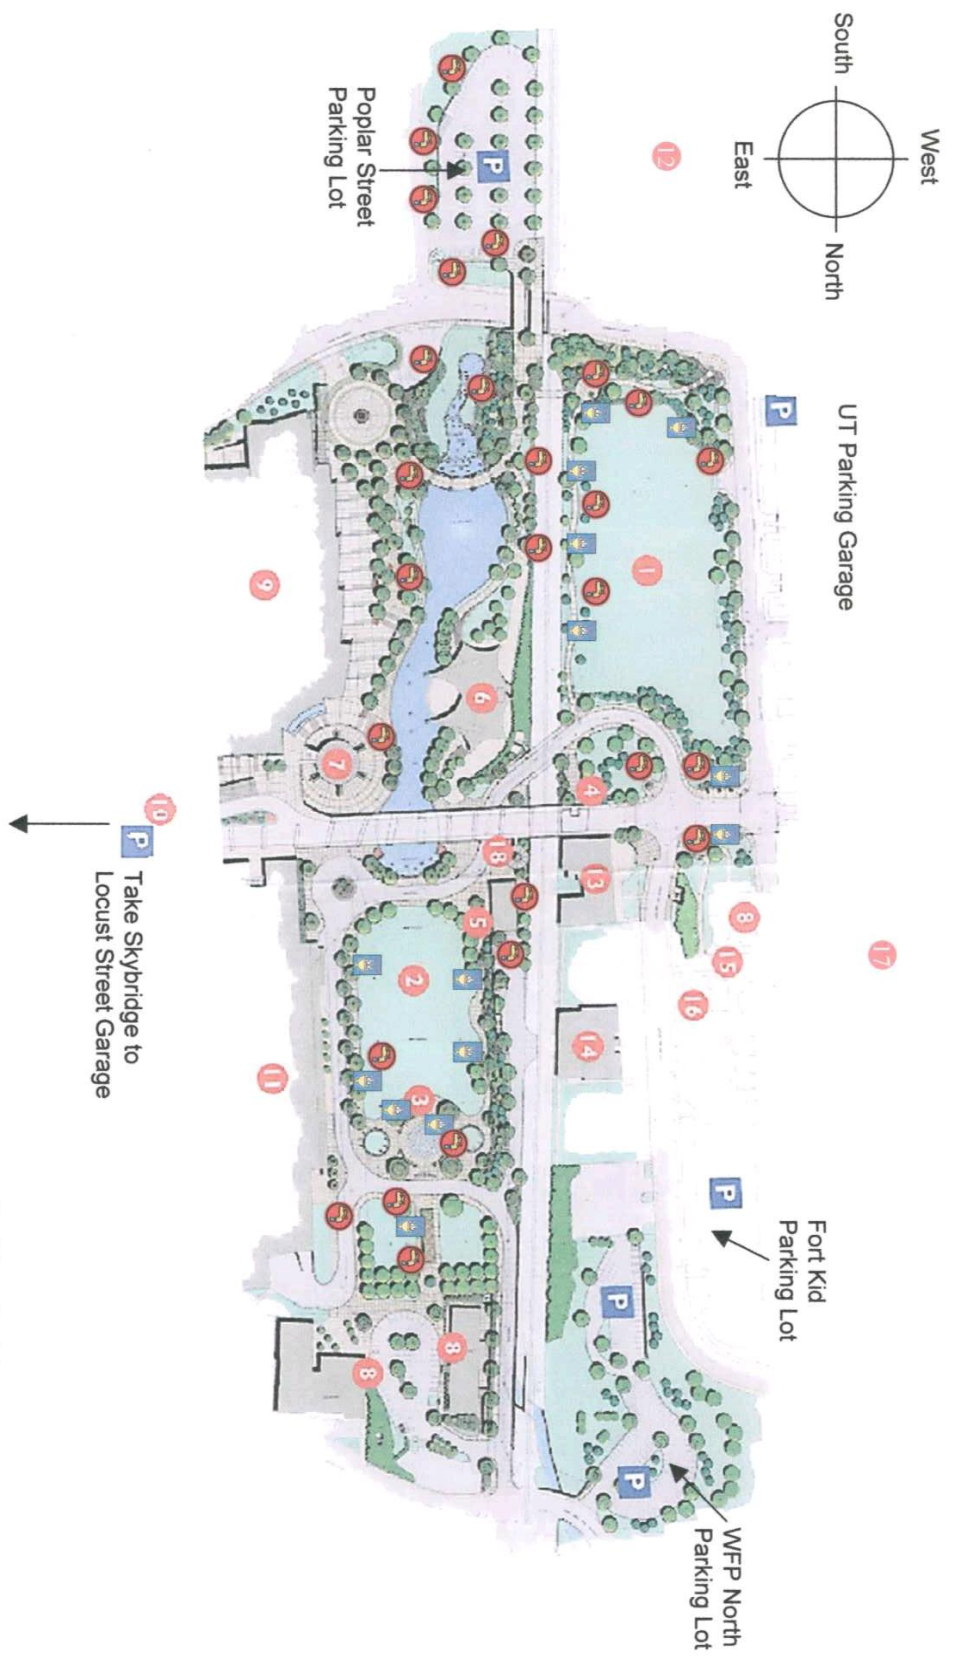 South
West
East
North
12
P
Poplar Street
Parking Lot
P
UT Parking Garage
1
9
6
7
4
10
P
Take Skybridge to
Locust Street Garage
18
13
5
8
15
16
17
2
14
3
11
P
Fort Kid
Parking Lot
P
8
8
P
WFP North
Parking Lot